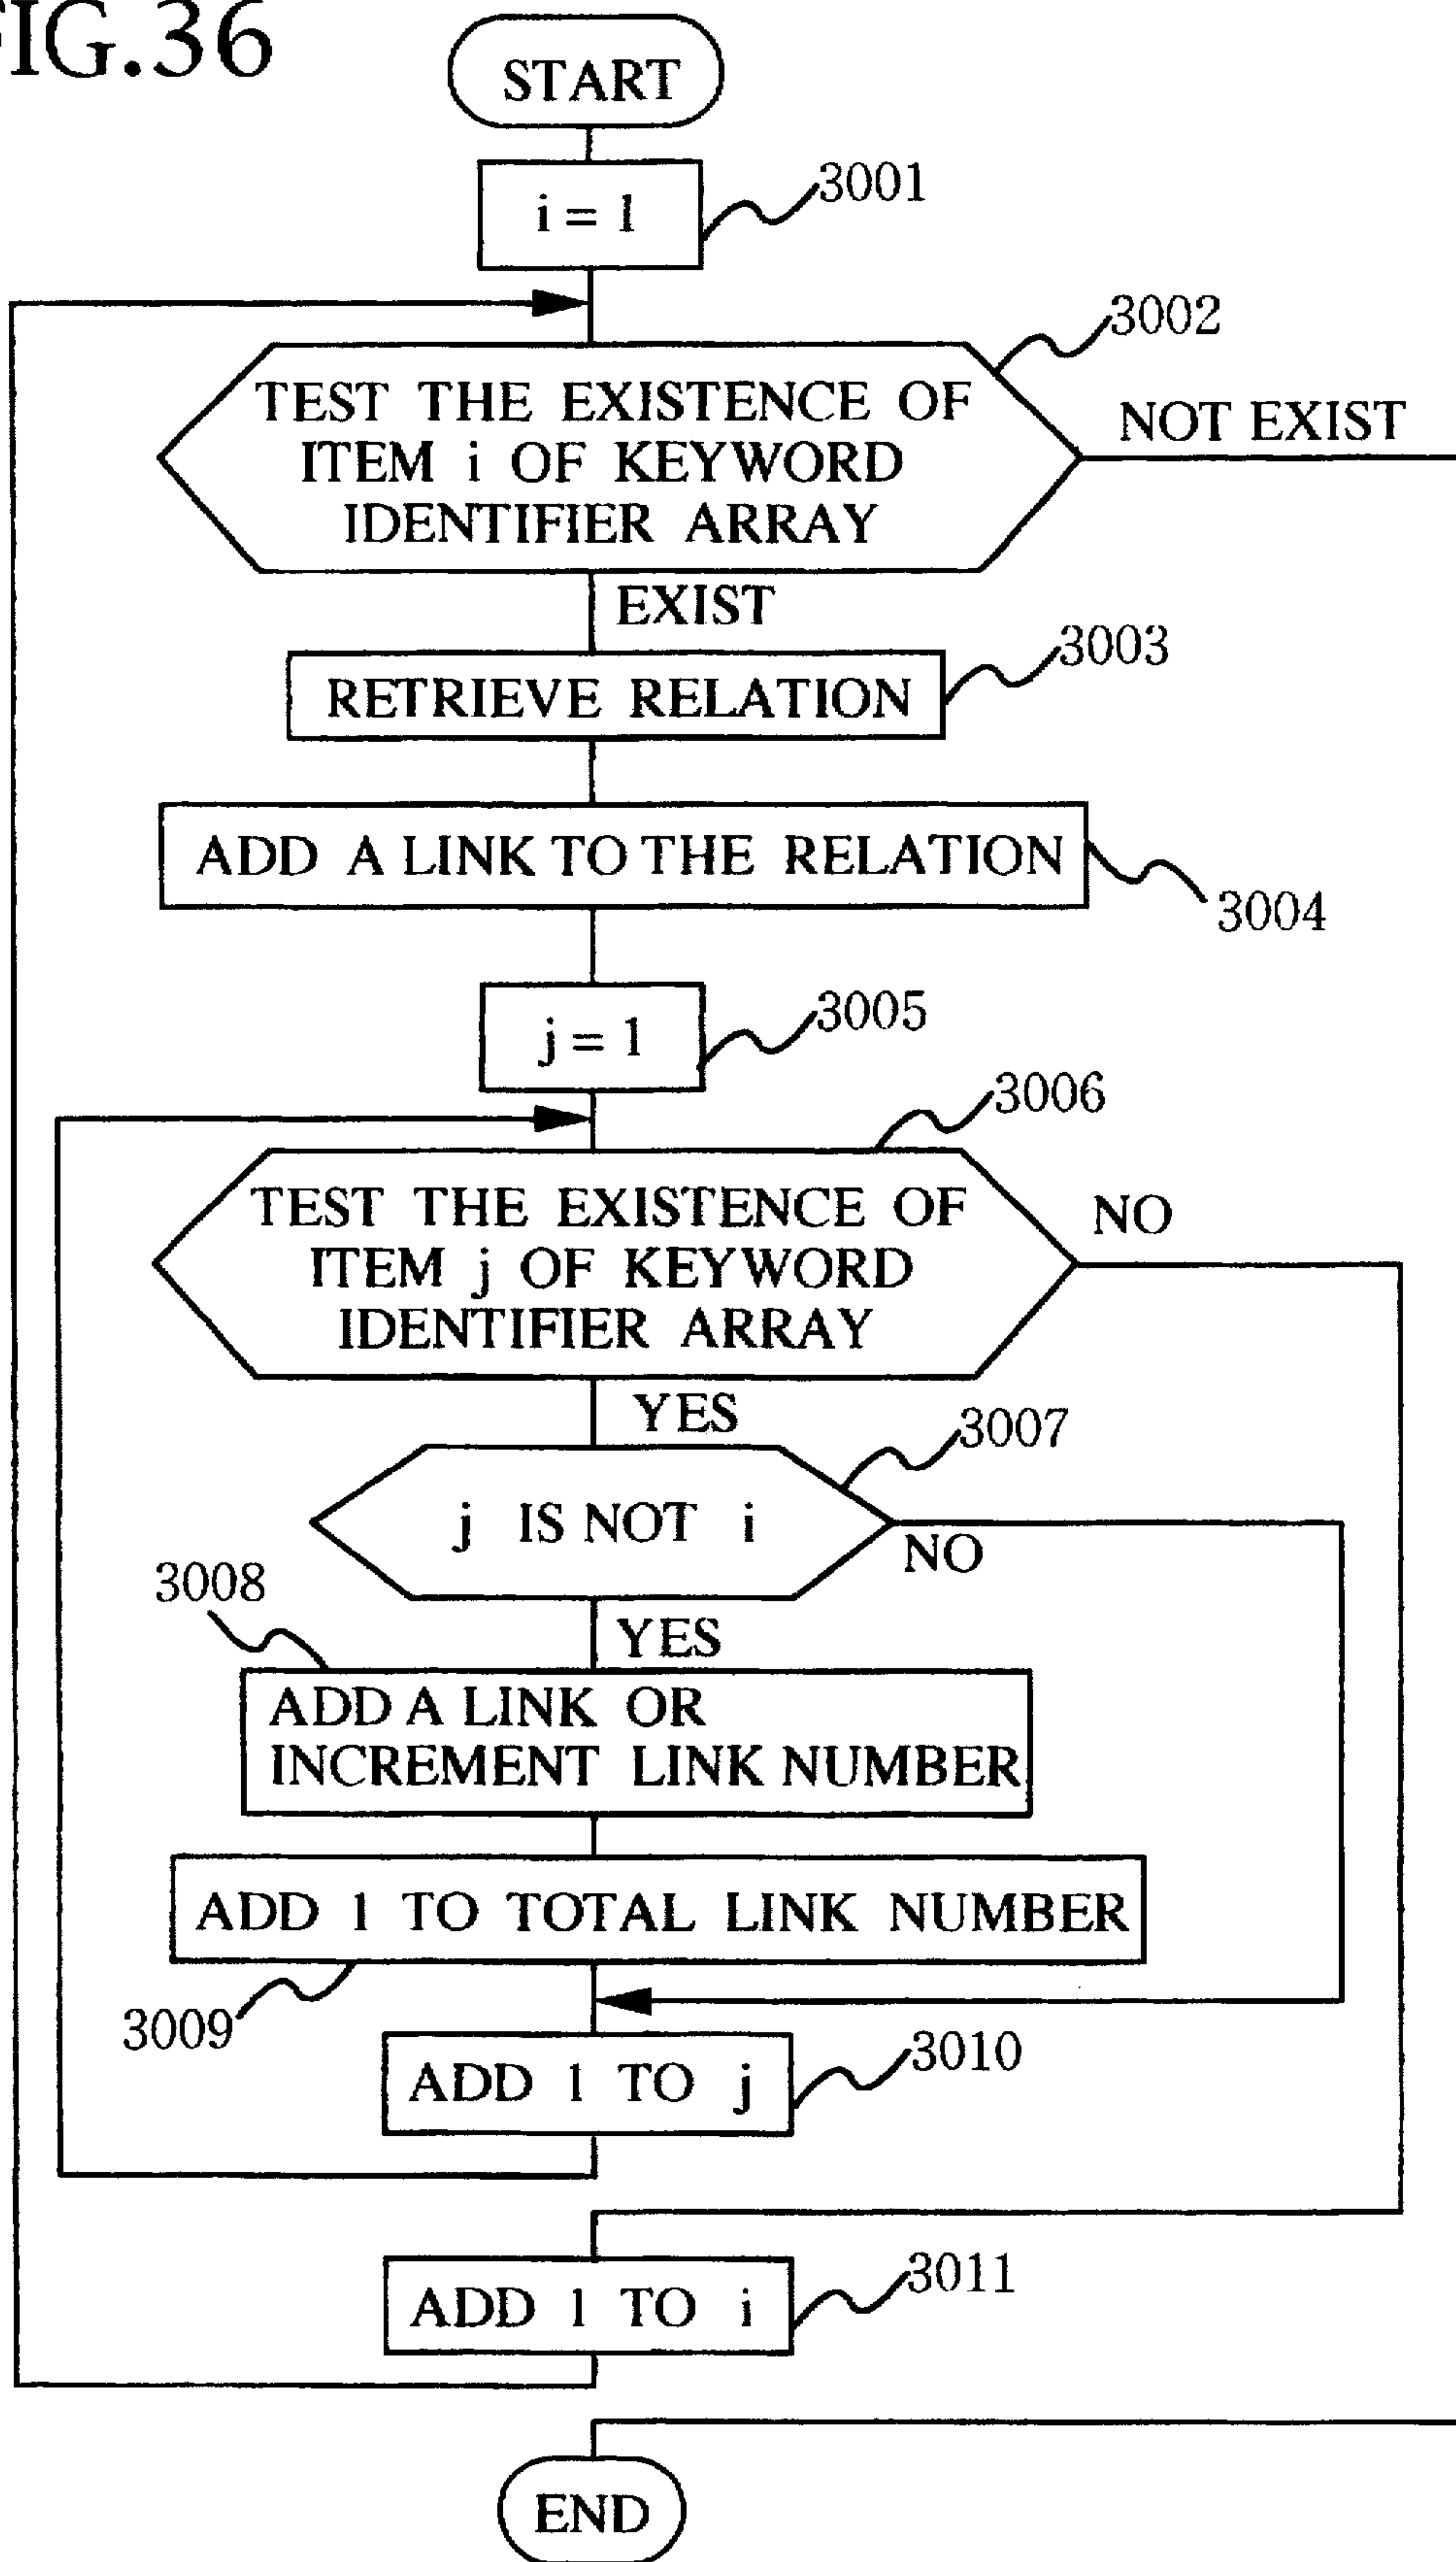 FIG.36
START
i = 1
3001
3002
TEST THE EXISTENCE OF
ITEM i OF KEYWORD
IDENTIFIER ARRAY
NOT EXIST
EXIST
3003
RETRIEVE RELATION
ADD A LINK TO THE RELATION
3004
j = 1
3005
3006
TEST THE EXISTENCE OF
ITEM j OF KEYWORD
IDENTIFIER ARRAY
NO
YES
3007
j IS NOT i
NO
3008
YES
ADD A LINK OR
INCREMENT LINK NUMBER
ADD 1 TO TOTAL LINK NUMBER
3009
ADD 1 TO j
3010
ADD 1 TO i
3011
END